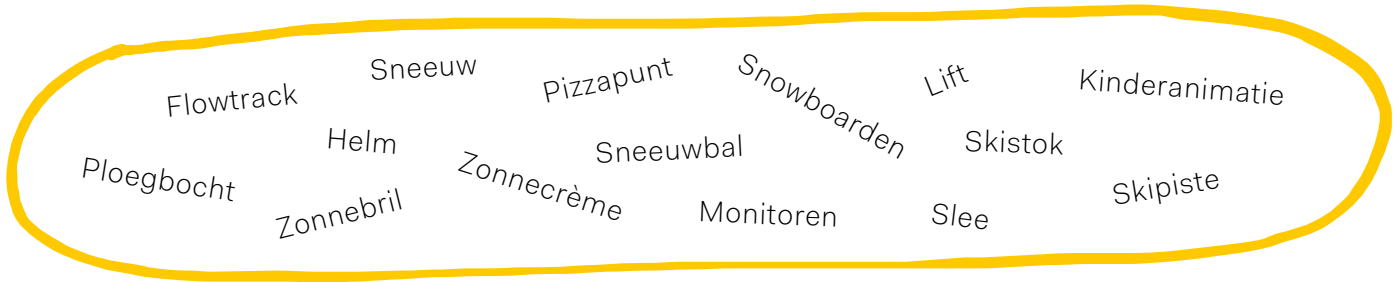 Sneeuw
Pizzapunt
Snowboarden
Lift
Kinderanimatie
Flowtrack
Helm
Sneeuwbal
Skistok
Ploegbocht
Zonnecrème
Skipiste
Zonnebril
Monitoren
Slee